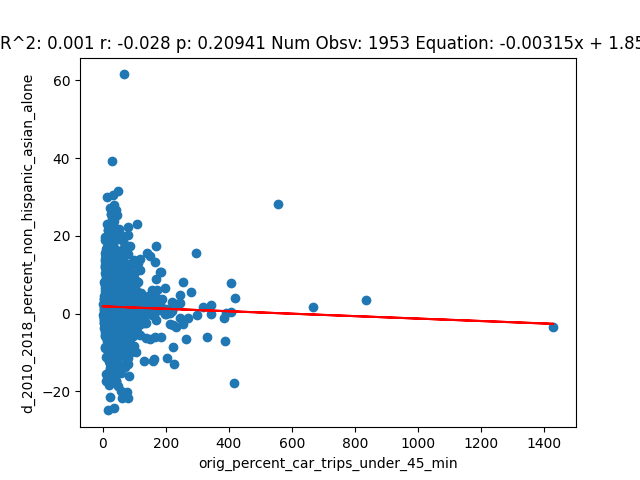 R^2: 0.001 r: -0.028 p: 0.20941 Num Obsv: 1953 Equation: -0.00315x + 1.85
d_2010_2018_percent_non_hispanic_asian_alone
60
40
20
0
−20
0 200 400 600 800 1000 1200 1400
orig_percent_car_trips_under_45_min